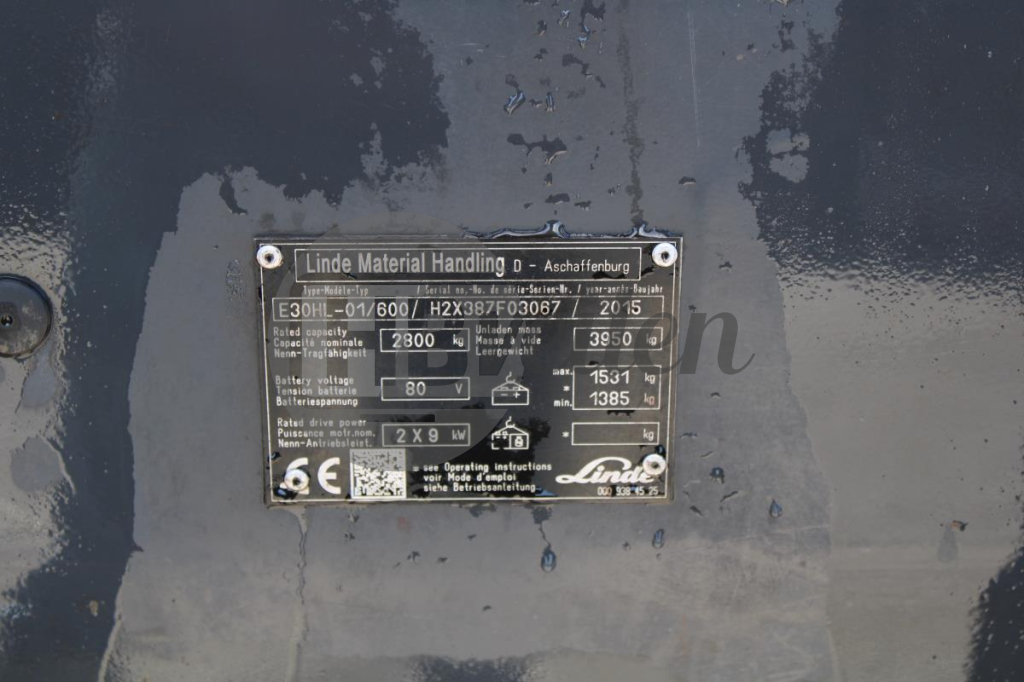 Linde Material Handling D - Aschaffenburg
Type-Modèle-Typ / Serial no.-No. de série-Serien-Nr. / year-année-Baujahr
E30HL-01/600/ H2X387F03067 / 2015
Rated capacity
Capacité nominale
Nenn-Tragfähigkeit
2800 kg
Unladen mass
Masse à vide
Leergewicht
3950 kg
Battery voltage
Tension batterie
Batteriespannung
80 V
- +
max. 1531 kg
*
min. 1385 kg
Rated drive power
Puissance motr.nom.
Nenn-Antriebsleist.
2 X 9 kW
* kg
CE
* see Operating instructions
voir Mode d'emploi
siehe Betriebsanleitung
Linde
000 938 45 25